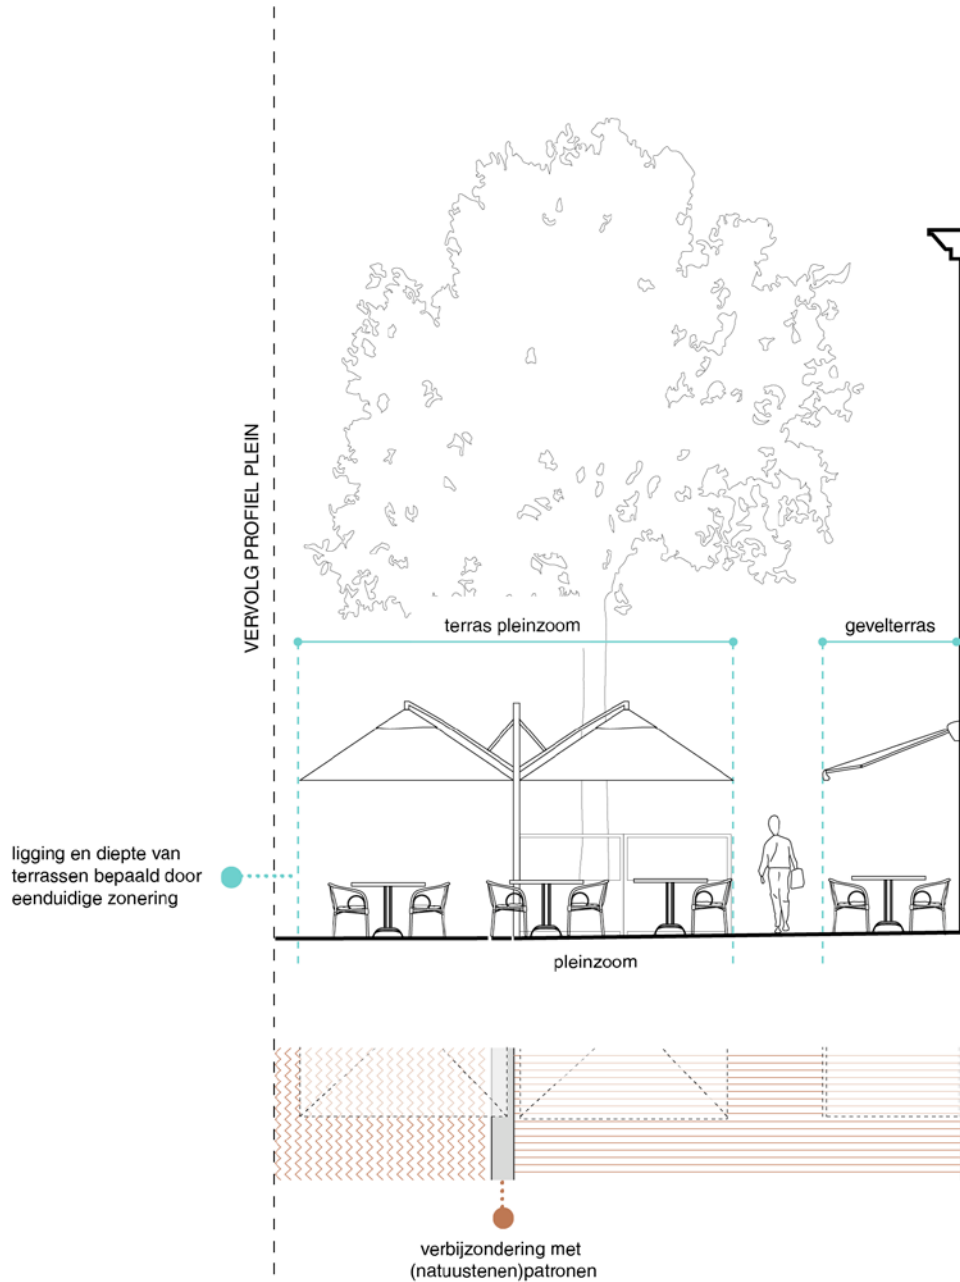 VERVOLG PROFIEL PLEIN
terras pleinzoom
gevelterras
ligging en diepte van
terrassen bepaald door
eenduidige zonering
pleinzoom
verbijzondering met
(natuustenen)patronen